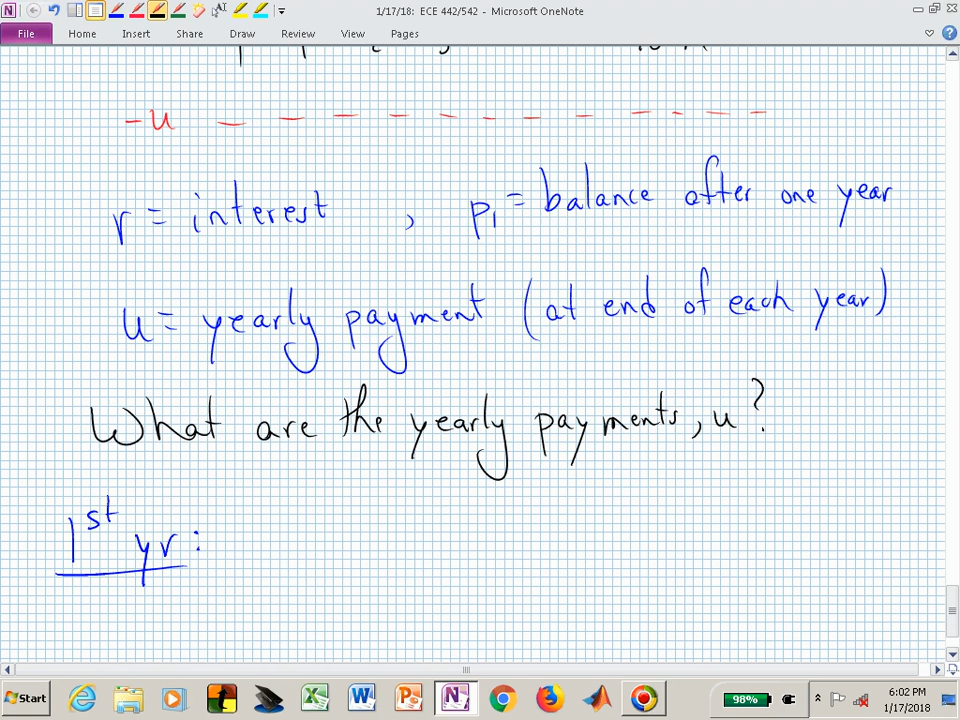 1/17/18: ECE 442/542 - Microsoft OneNote
File Home Insert Share Draw Review View Pages
-u
r = interest , p1 = balance after one year
u = yearly payment (at end of each year)
What are the yearly payments, u?
1st yr:
Start
98%
6:02 PM
1/17/2018